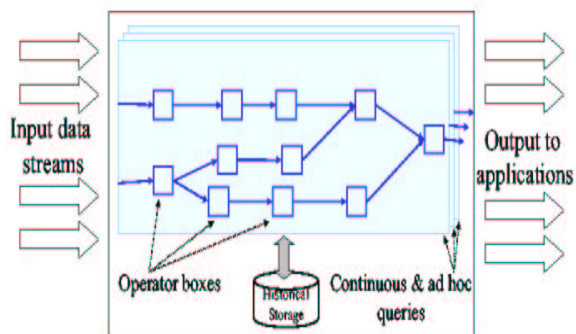 Input data
streams
Output to
applications
Operator boxes
Historical
Storage
Continuous & ad hoc
queries